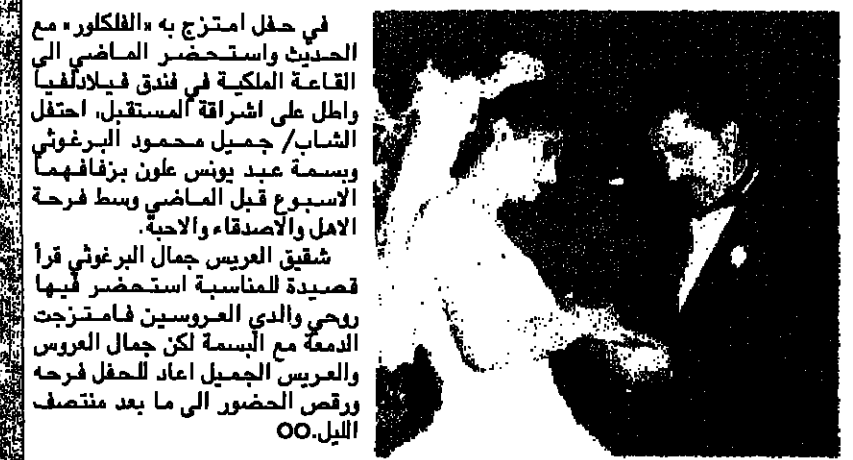 في حفل امتزج به «الفلكلور» مع
الحديث واستحضر الماضي الى
القاعة الملكية في فندق فيلادلفيا
واطل على اشراقة المستقبل، احتفل
الشاب/ جميل محمود البرغوثي
وبسمة عبد يونس علون بزفافهما
الاسبوع قبل الماضي وسط فرحة
الاهل والاصدقاء والاحبة.
شقيق العريس جمال البرغوثي قرأ
قصيدة للمناسبة استحضر فيها
روحي والدي العروسين فامتزجت
الدمعة مع البسمة لكن جمال العروس
والعريس الجميل اعاد للحفل فرحه
ورقص الحضور الى ما بعد منتصف
الليل.OO